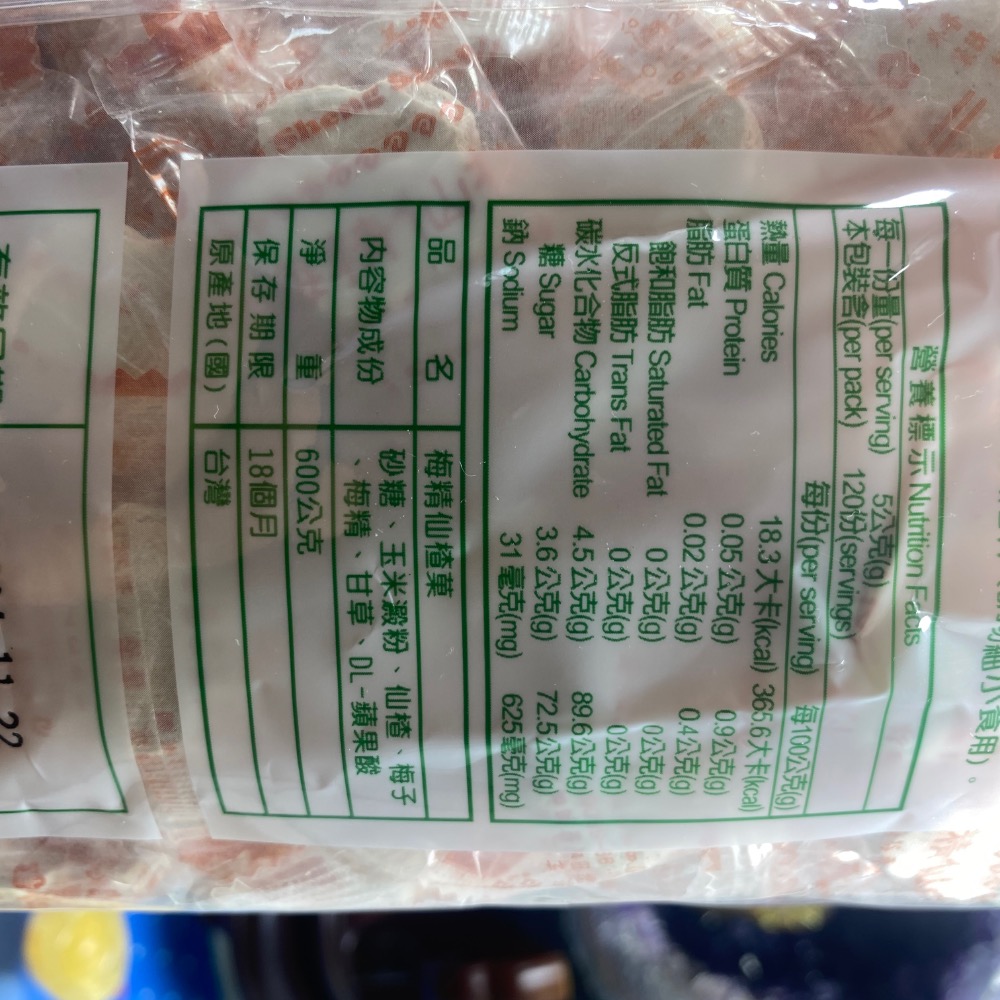 營養標示 Nutrition Facts
每一份量(per serving) 5公克(g)
本包裝含(per pack) 120份(servings)
每份(per serving) 每100公克(g)
熱量 Calories 18.3 大卡(kcal) 365.6 大卡(kcal)
蛋白質 Protein 0.05 公克(g) 0.9公克(g)
脂肪 Fat 0.02 公克(g) 0.4公克(g)
飽和脂肪 Saturated Fat 0 公克(g) 0公克(g)
反式脂肪 Trans Fat 0 公克(g) 0公克(g)
碳水化合物 Carbohydrate 4.5 公克(g) 89.6公克(g)
糖 Sugar 3.6 公克(g) 72.5公克(g)
鈉 Sodium 31 毫克(mg) 625毫克(mg)
品名 梅精仙楂菓
內容物成份 砂糖、玉米澱粉、仙楂、梅子
、梅精、甘草、DL-蘋果酸
淨重 600公克
保存期限 18個月
原產地(國) 台灣